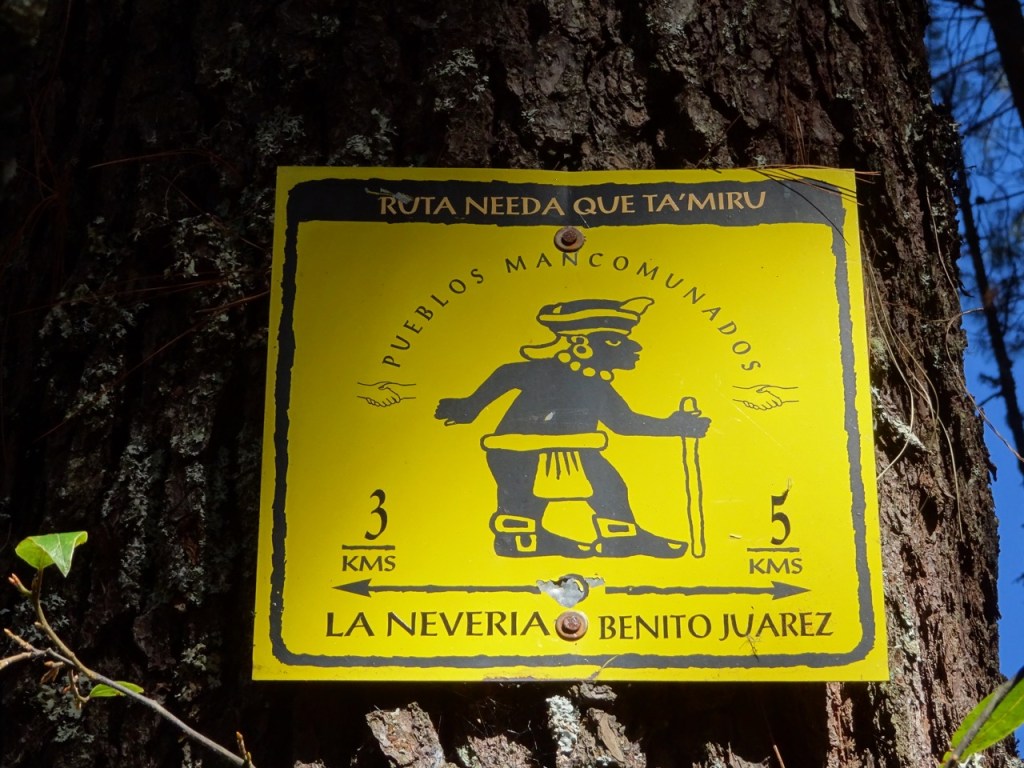 RUTA NEEDA QUE TA'MIRU
PUEBLOS MANCOMUNADOS
3
KMS
5
KMS
LA NEVERIA
BENITO JUAREZ